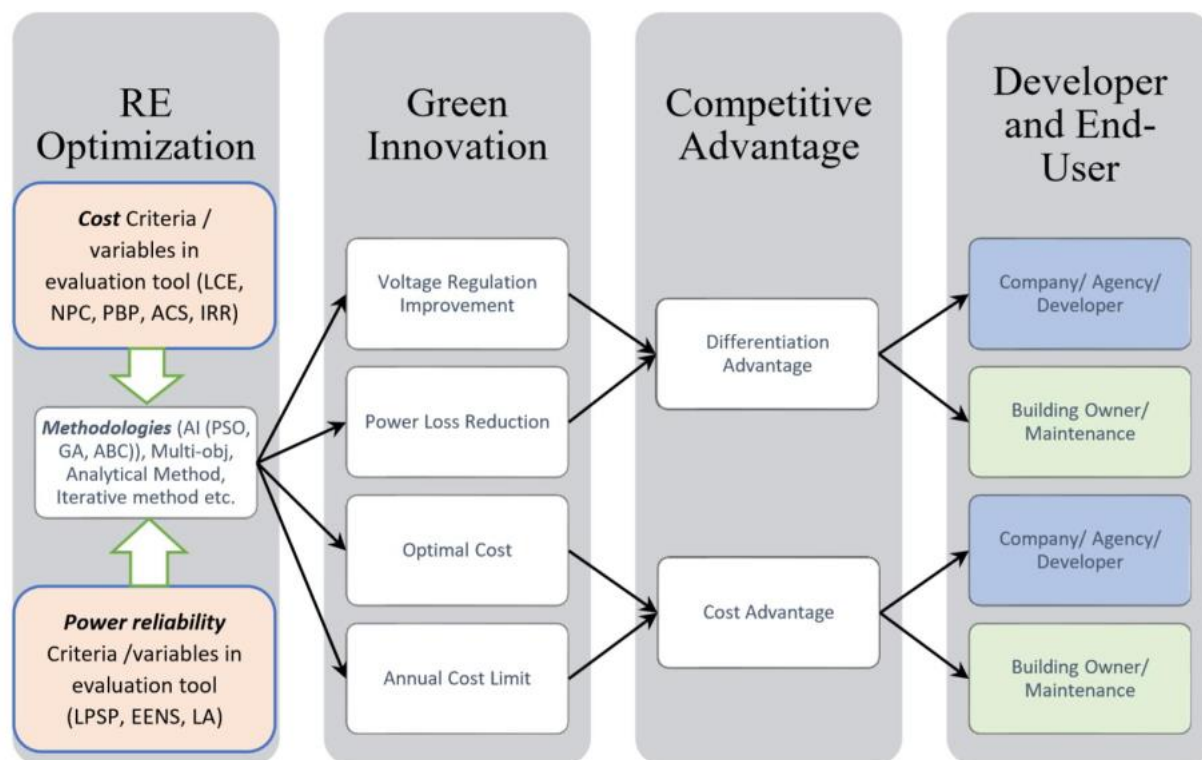 RE
Optimization
Cost Criteria /
variables in
evaluation tool (LCE,
NPC, PBP, ACS, IRR)
Methodologies (AI (PSO,
GA, ABC)), Multi-obj,
Analytical Method,
Iterative method etc.
Power reliability
Criteria /variables in
evaluation tool
(LPSP, EENS, LA)
Green
Innovation
Voltage Regulation
Improvement
Power Loss Reduction
Optimal Cost
Annual Cost Limit
Competitive
Advantage
Differentiation
Advantage
Cost Advantage
Developer
and End-
User
Company/ Agency/
Developer
Building Owner/
Maintenance
Company/ Agency/
Developer
Building Owner/
Maintenance